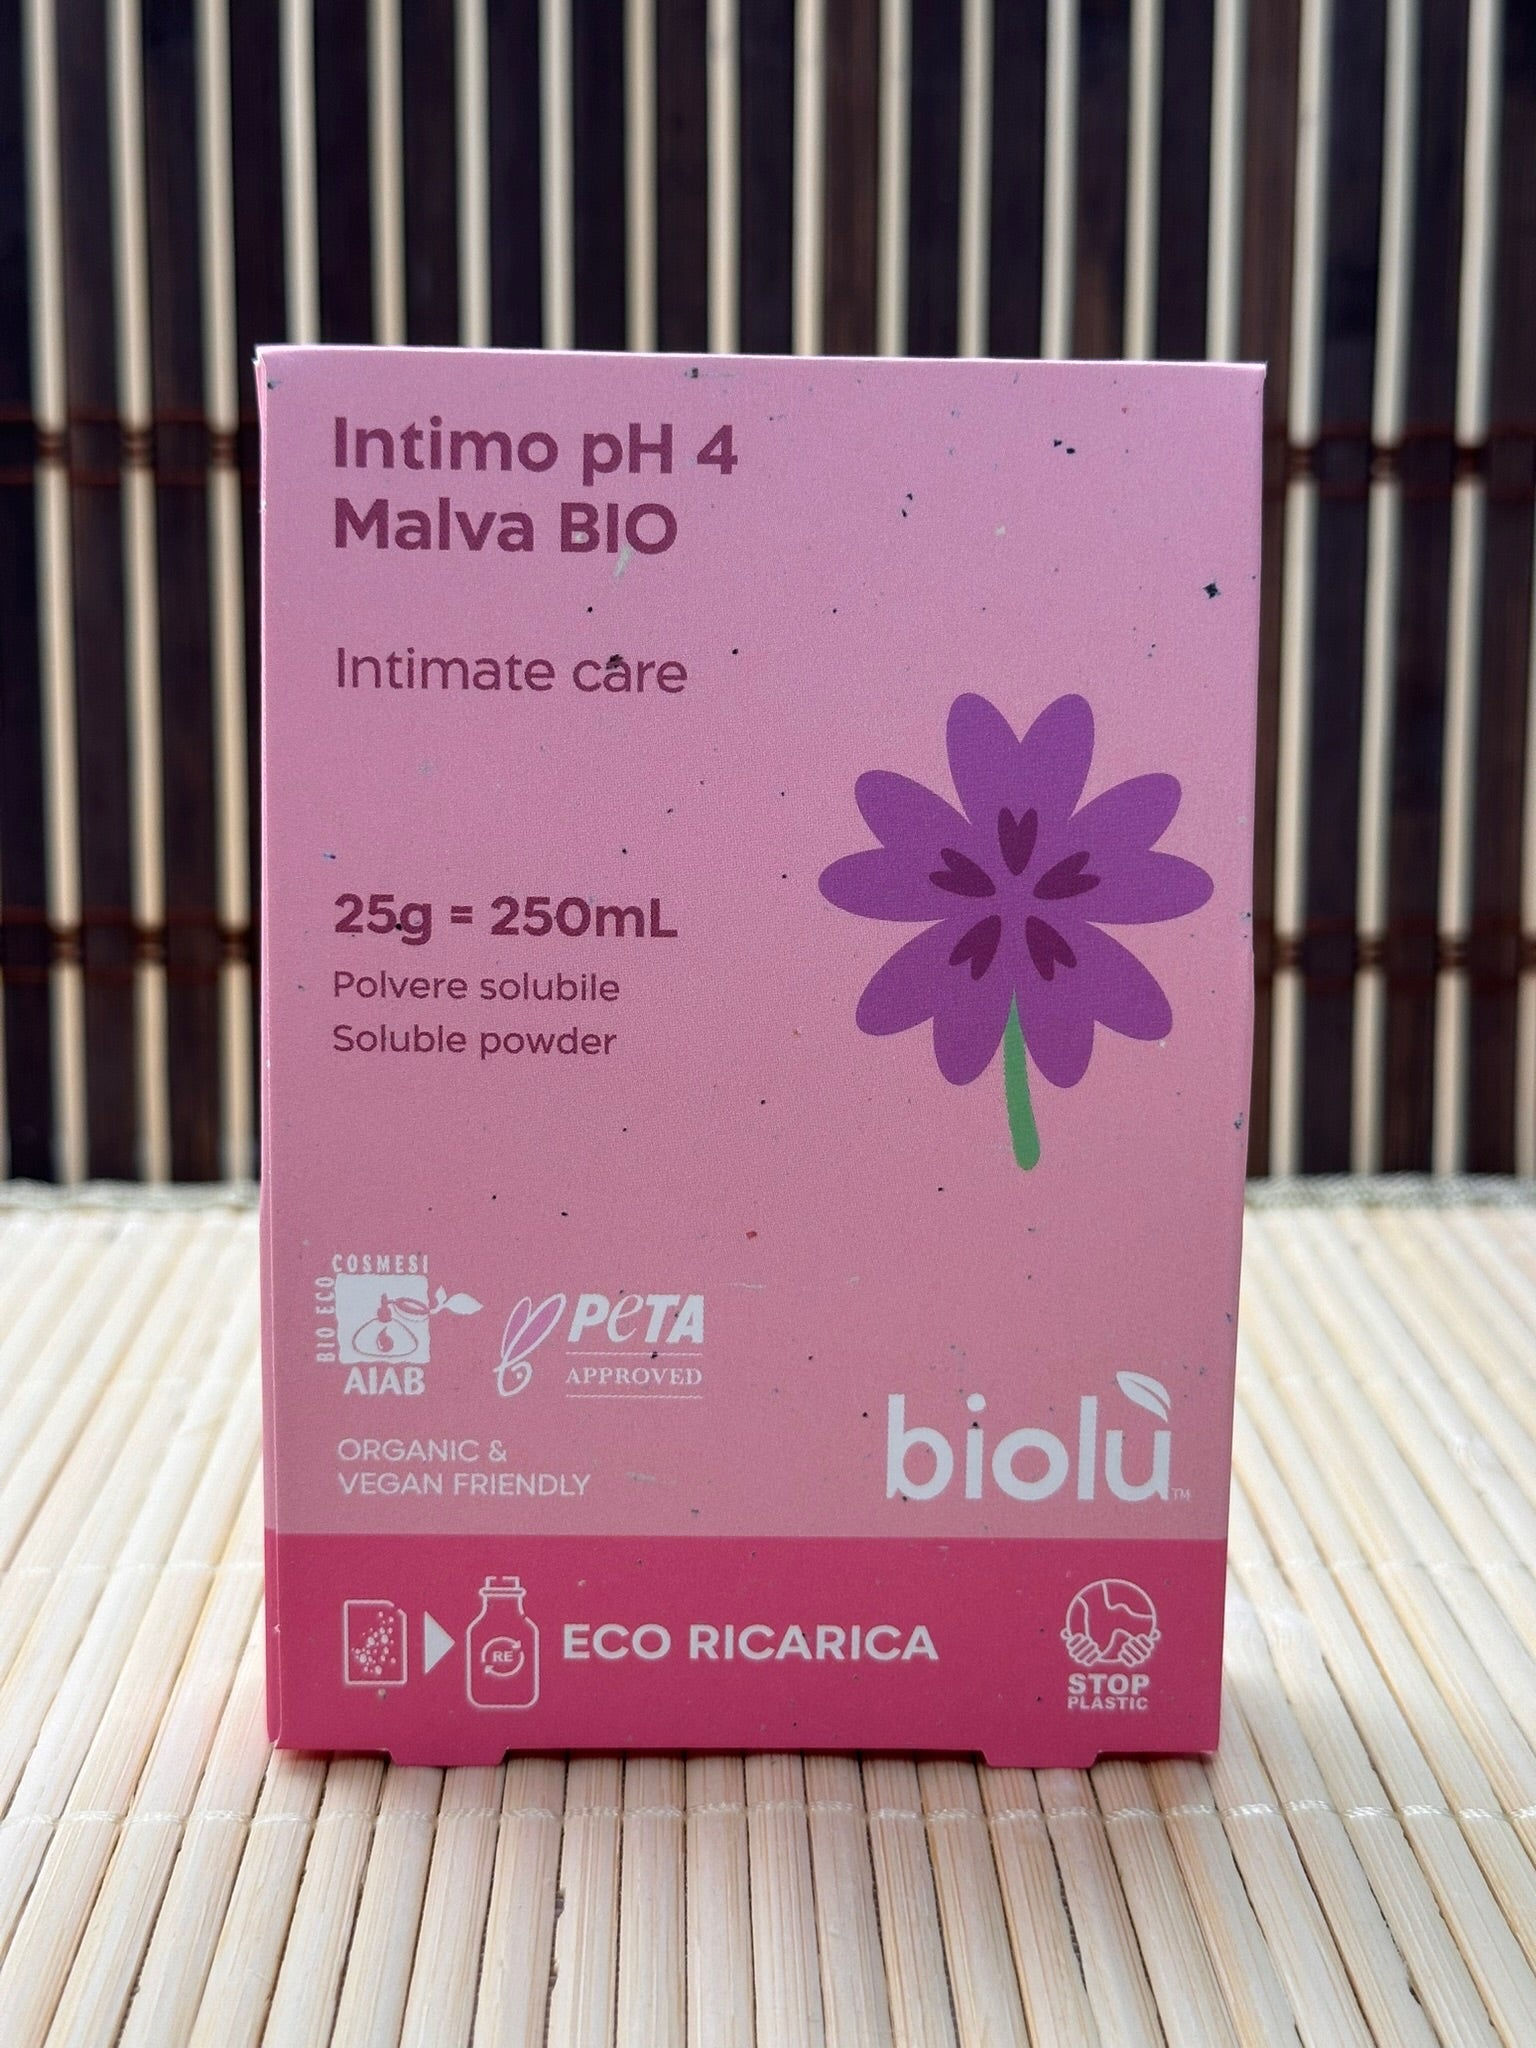 Intimo pH 4
Malva BIO
Intimate care
25g = 250mL
Polvere solubile
Soluble powder
COSMESI
BIO ECO
AIAB
PETA
APPROVED
ORGANIC &
VEGAN FRIENDLY
biolù™
RE
ECO RICARICA
STOP
PLASTIC